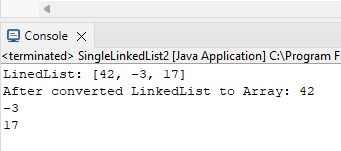 Console
<terminated> SingleLinkedList2 [Java Application] C:\Program F
LinedList: [42, -3, 17]
After converted LinkedList to Array: 42
-3
17